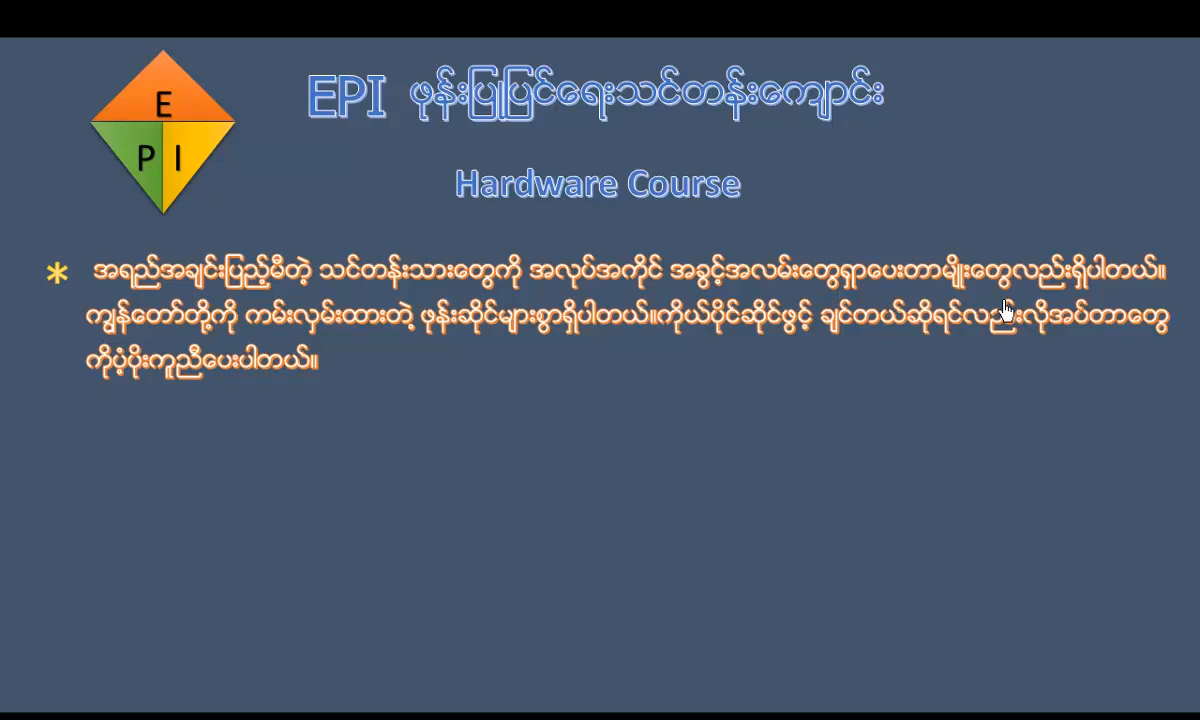 E
P I
EPI ဖုန်းပြုပြင်ရေးသင်တန်းကျောင်း
Hardware Course
* အရည်အချင်းပြည့်မီတဲ့ သင်တန်းသားတွေကို အလုပ်အကိုင် အခွင့်အလမ်းတွေရှာပေးတာမျိုးတွေလည်းရှိပါတယ်။
ကျွန်တော်တို့ကို ကမ်းလှမ်းထားတဲ့ ဖုန်းဆိုင်များစွာရှိပါတယ်။ကိုယ်ပိုင်ဆိုင်ဖွင့် ချင်တယ်ဆိုရင်လည်းလိုအပ်တာတွေ
ကိုပံ့ပိုးကူညီပေးပါတယ်။